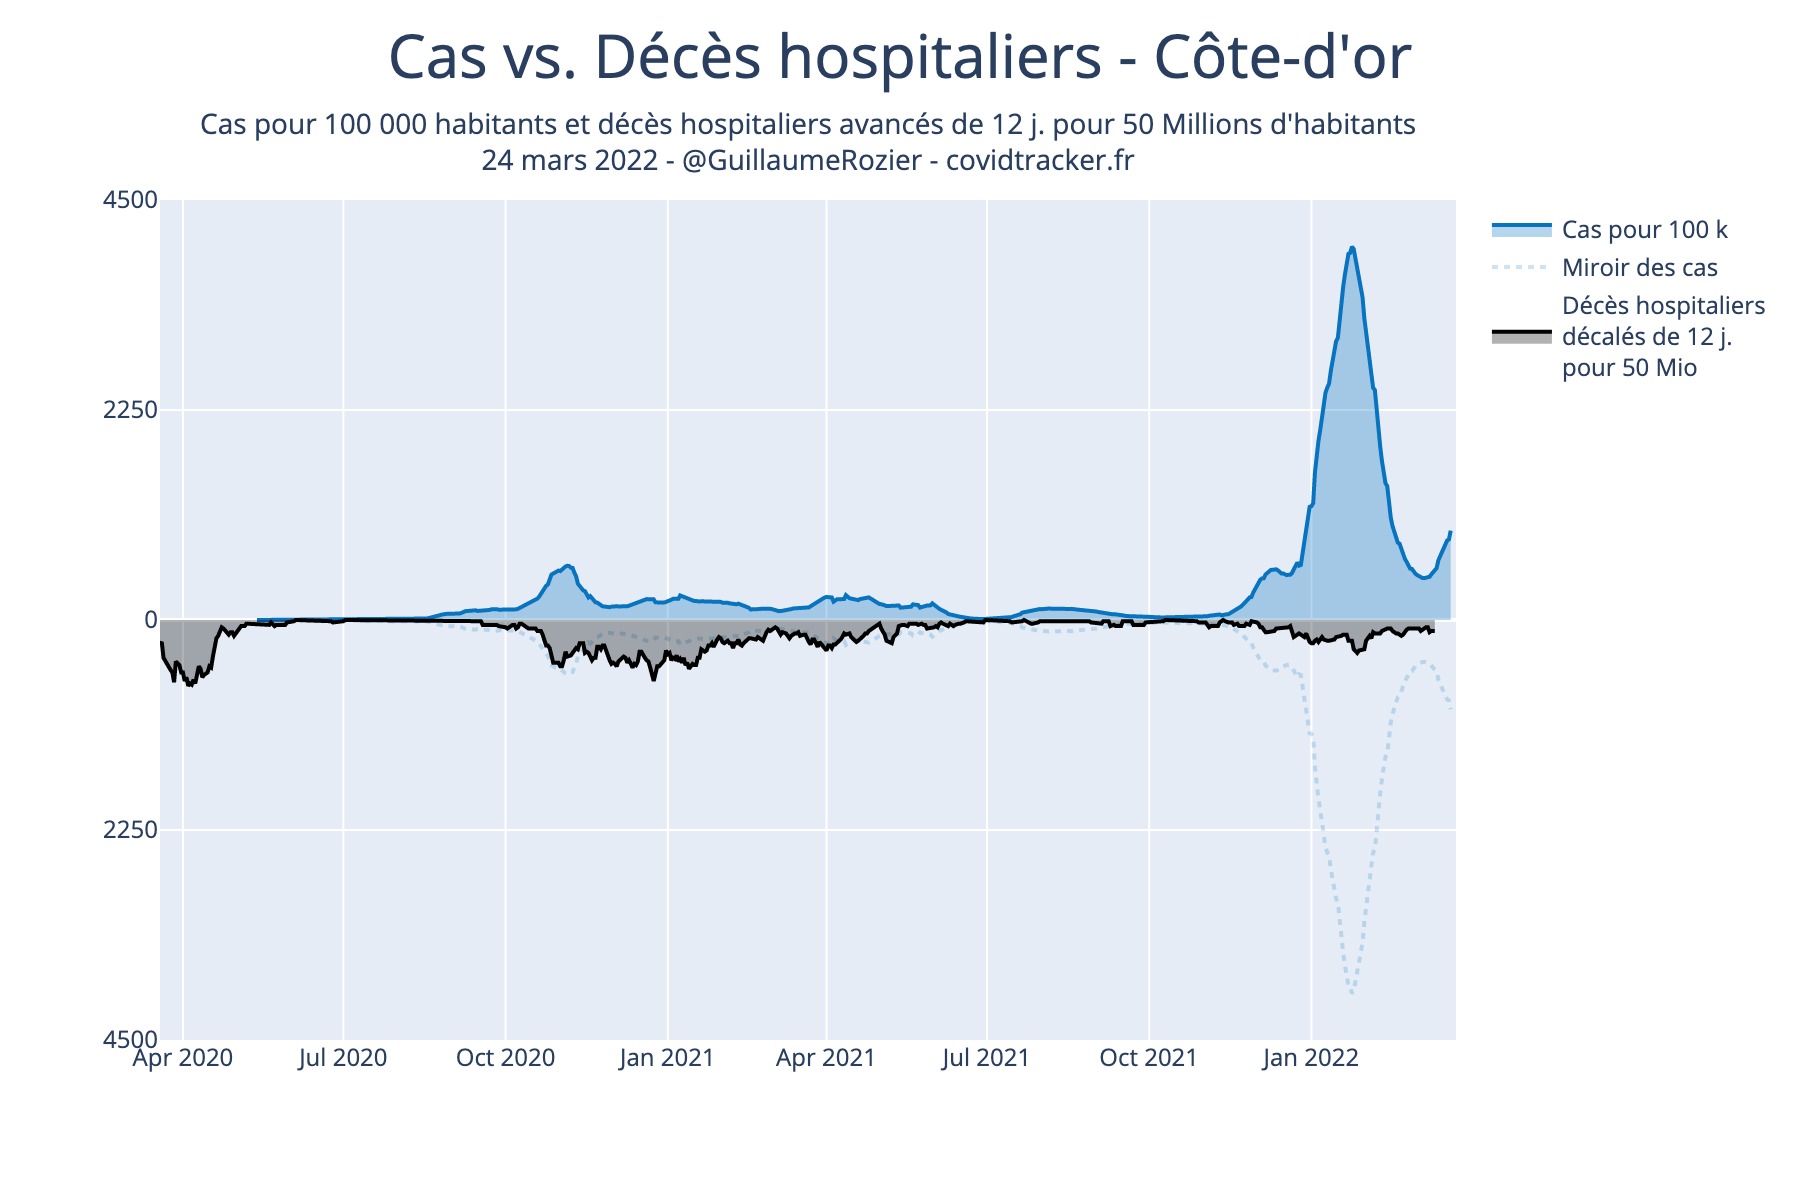 Cas vs. Décès hospitaliers - Côte-d'or
Cas pour 100 000 habitants et décès hospitaliers avancés de 12 j. pour 50 Millions d'habitants
24 mars 2022 - @GuillaumeRozier - covidtracker.fr
4500
2250
0
2250
4500
Apr 2020
Jul 2020
Oct 2020
Jan 2021
Apr 2021
Jul 2021
Oct 2021
Jan 2022
Cas pour 100 k
Miroir des cas
Décès hospitaliers
décalés de 12 j.
pour 50 Mio